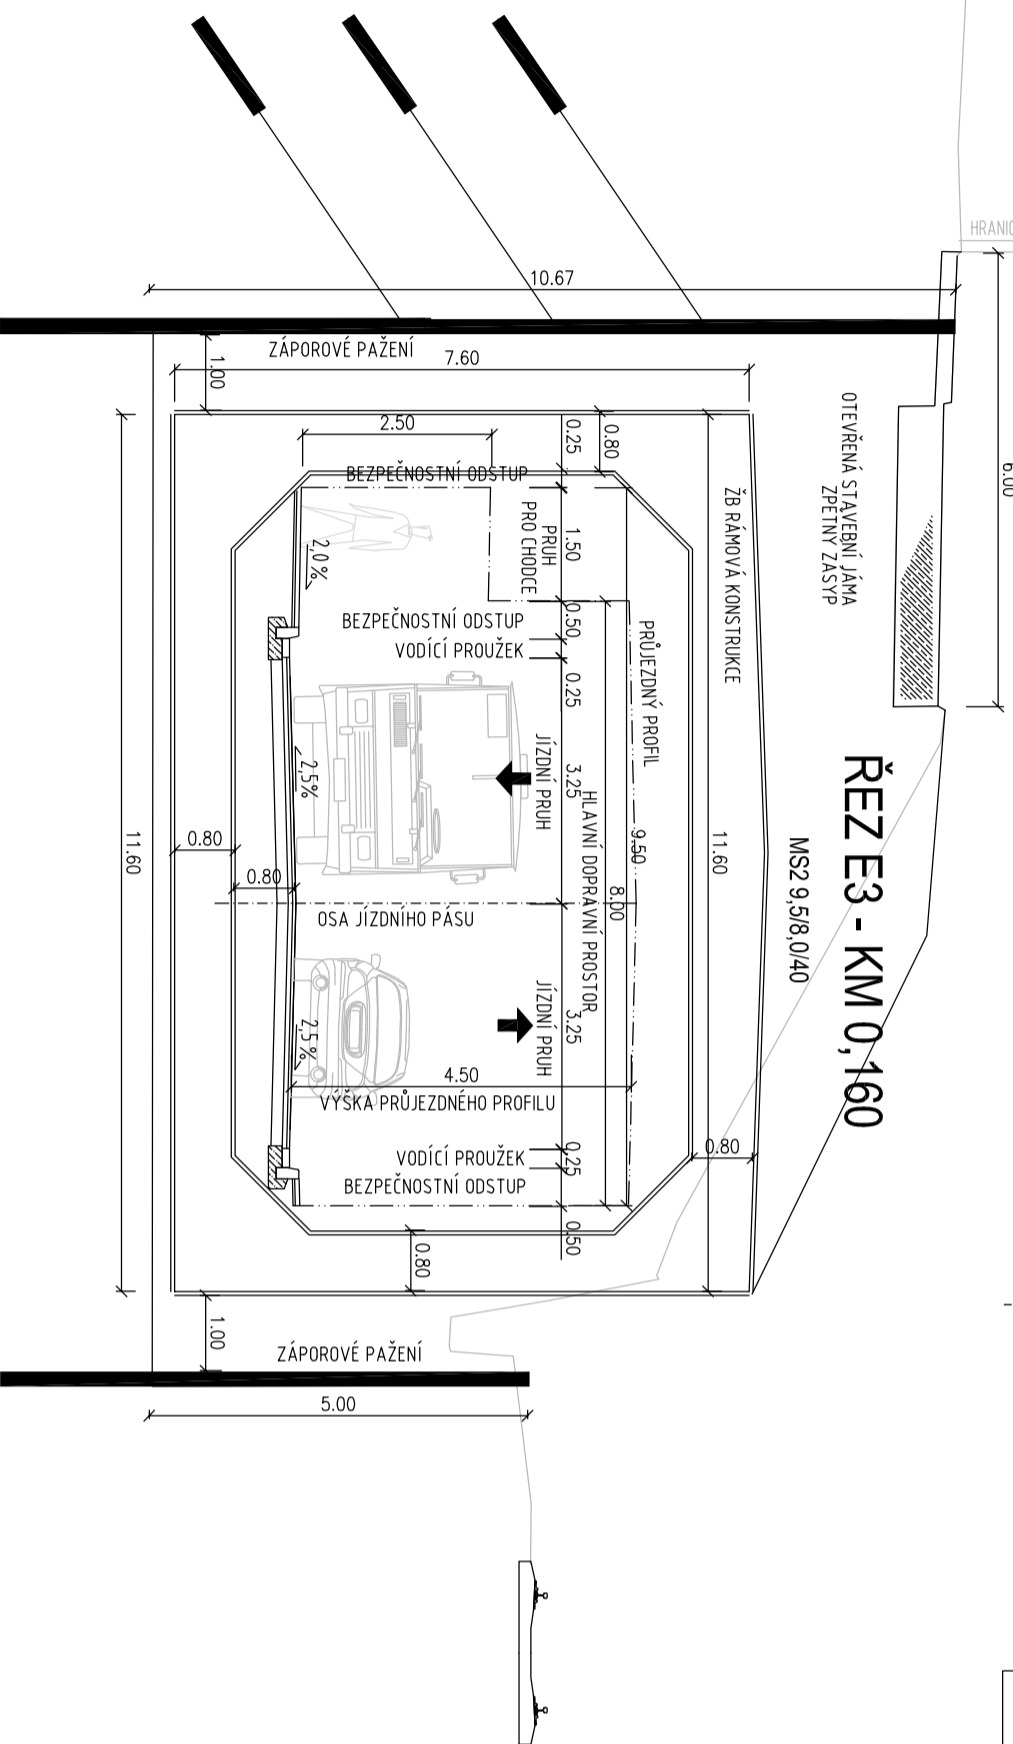 ŘEZ E3 - KM 0,160
MS2 9,5/8,0/40
HRANIC
6.00
OTEVŘENÁ STAVEBNÍ JÁMA
ZPĚTNÝ ZÁSYP
10.67
ZÁPOROVÉ PAŽENÍ
1.00
7.60
ŽB RÁMOVÁ KONSTRUKCE
11.60
0.80
0.25
2.50
BEZPEČNOSTNÍ ODSTUP
1.50
PRUH
PRO CHODCE
2,0 %
0.50
BEZPEČNOSTNÍ ODSTUP
VODÍCÍ PROUŽEK
0.25
PRŮJEZDNÝ PROFIL
9.50
8.00
HLAVNÍ DOPRAVNÍ PROSTOR
3.25
JÍZDNÍ PRUH
2,5%
0.80
0.80
OSA JÍZDNÍHO PÁSU
3.25
JÍZDNÍ PRUH
2,5 %
4.50
VÝŠKA PRŮJEZDNÉHO PROFILU
0.80
VODÍCÍ PROUŽEK
0.25
BEZPEČNOSTNÍ ODSTUP
0.50
0.80
11.60
1.00
ZÁPOROVÉ PAŽENÍ
5.00